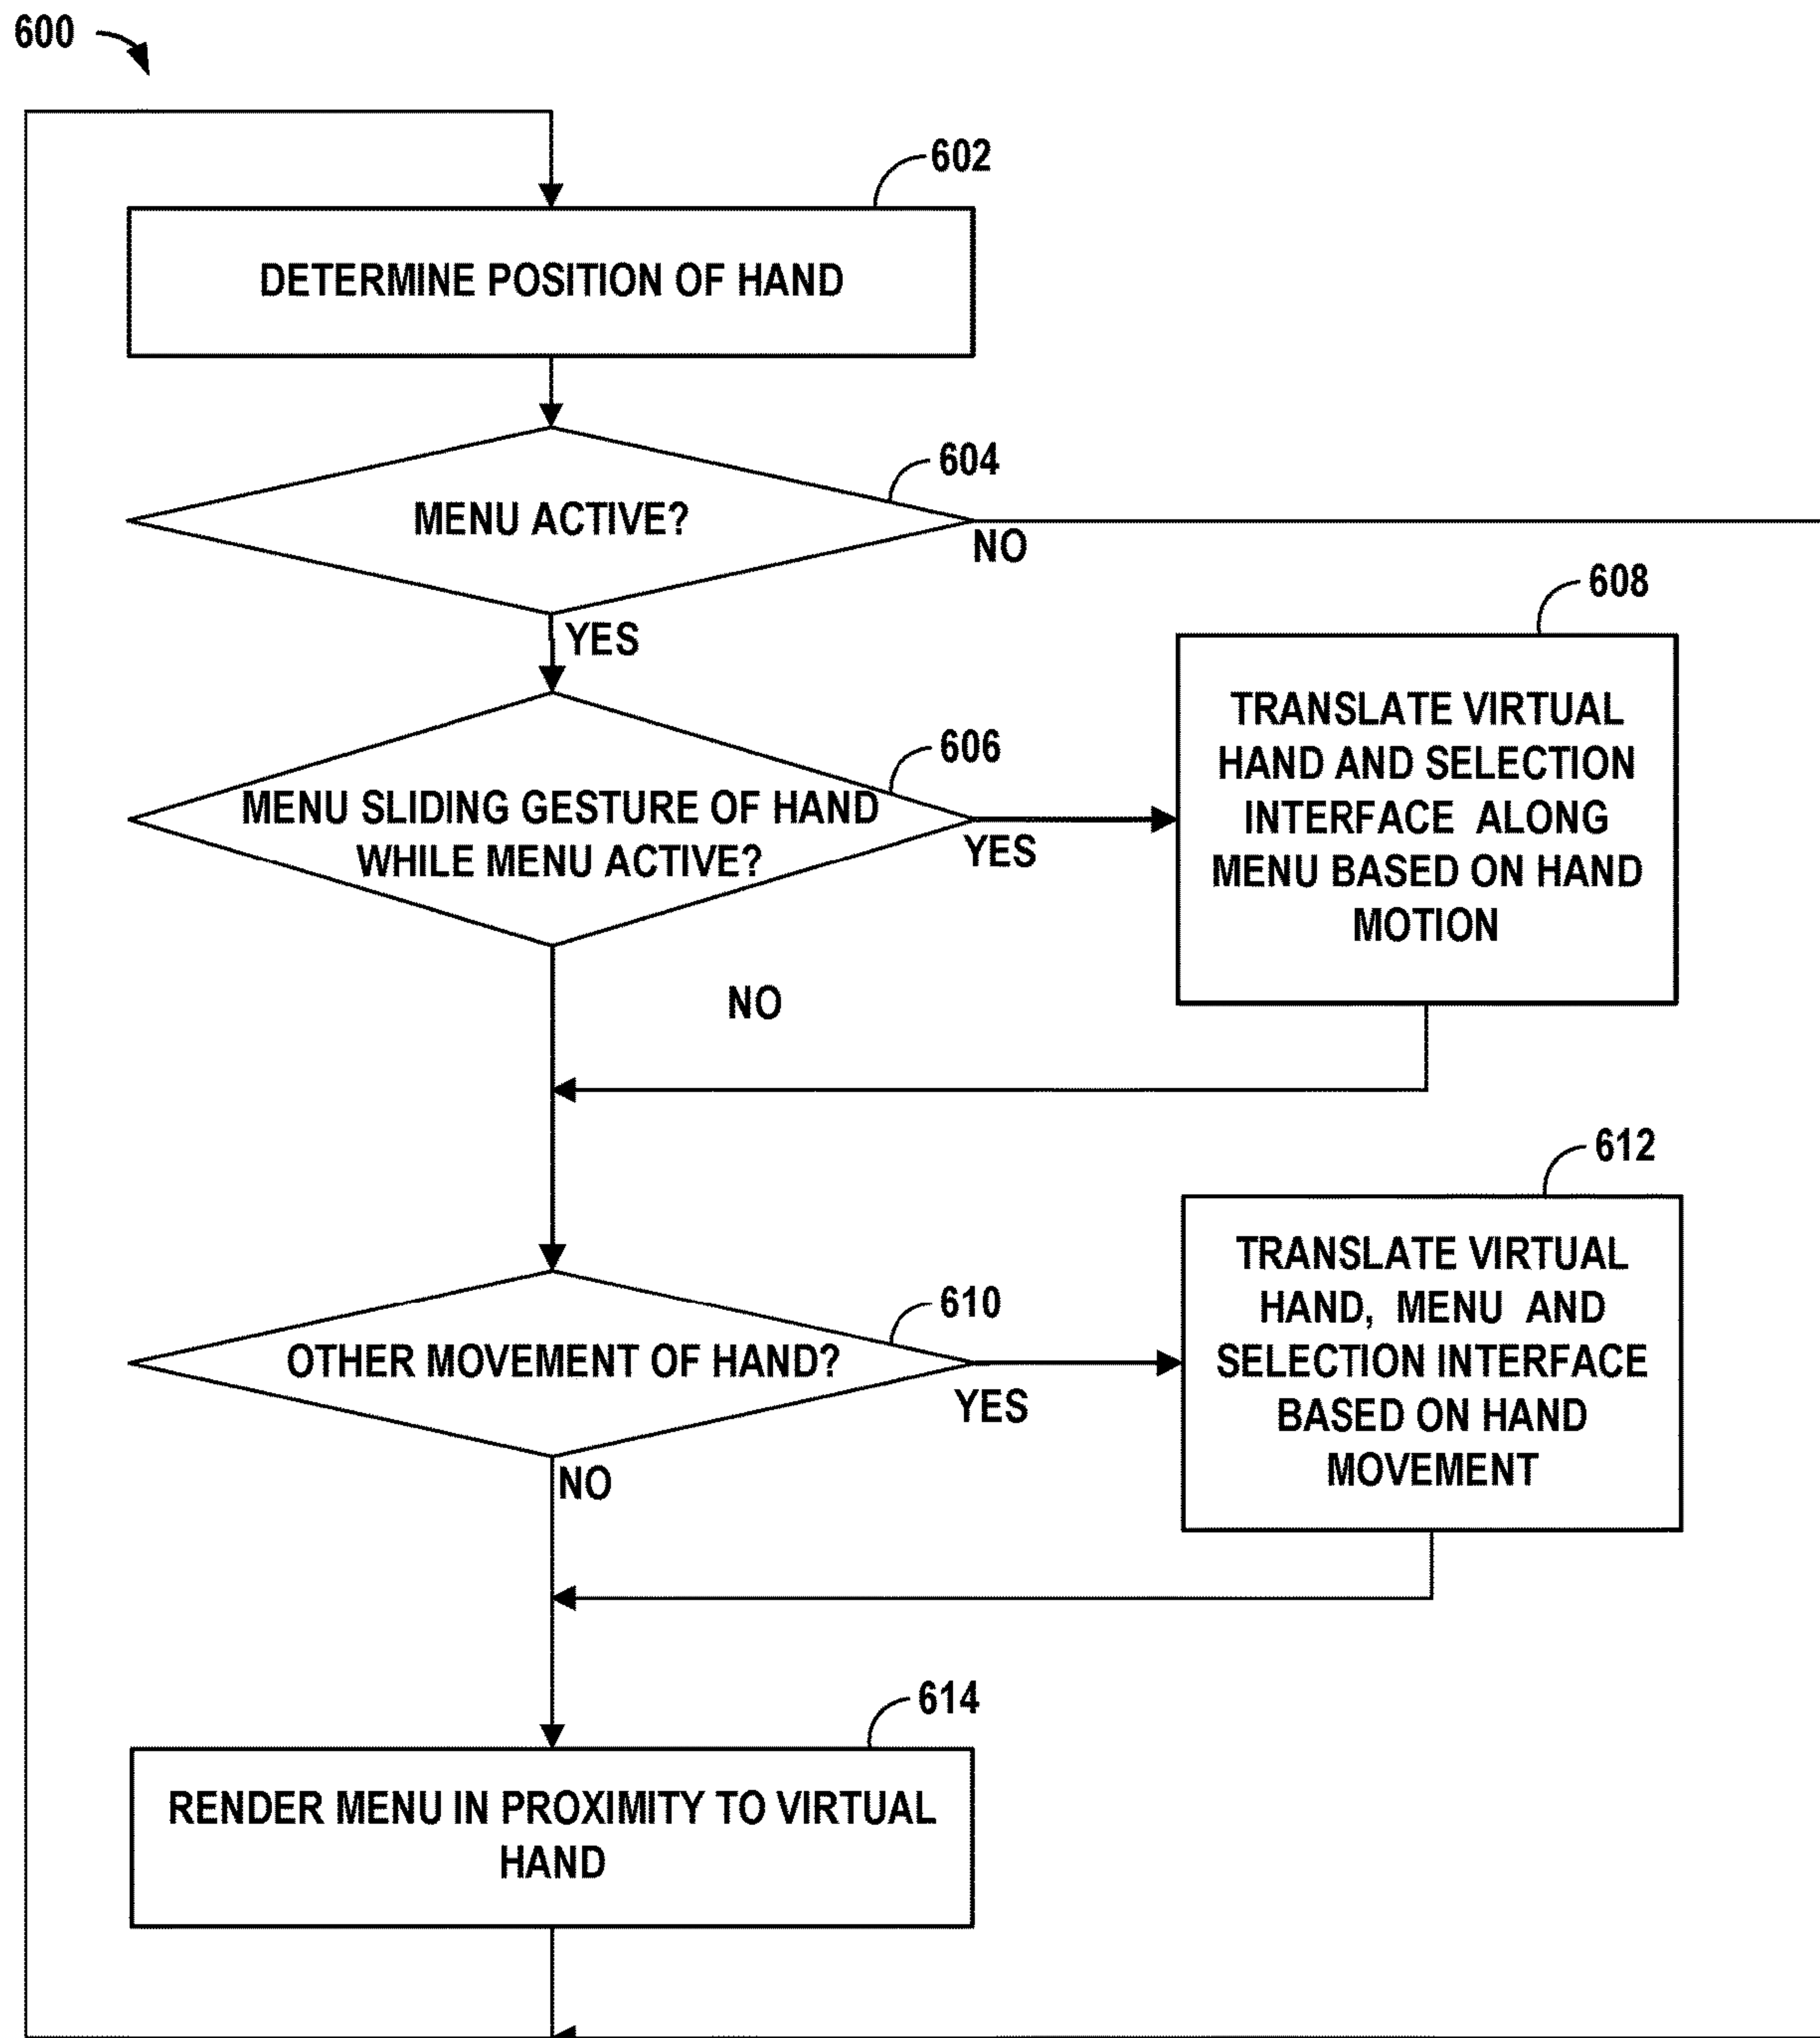 600
602
DETERMINE POSITION OF HAND
604
MENU ACTIVE?
NO
YES
608
TRANSLATE VIRTUAL
HAND AND SELECTION
INTERFACE ALONG
MENU BASED ON HAND
MOTION
606
MENU SLIDING GESTURE OF HAND
WHILE MENU ACTIVE?
YES
NO
612
TRANSLATE VIRTUAL
HAND, MENU AND
SELECTION INTERFACE
BASED ON HAND
MOVEMENT
610
OTHER MOVEMENT OF HAND?
YES
NO
614
RENDER MENU IN PROXIMITY TO VIRTUAL
HAND